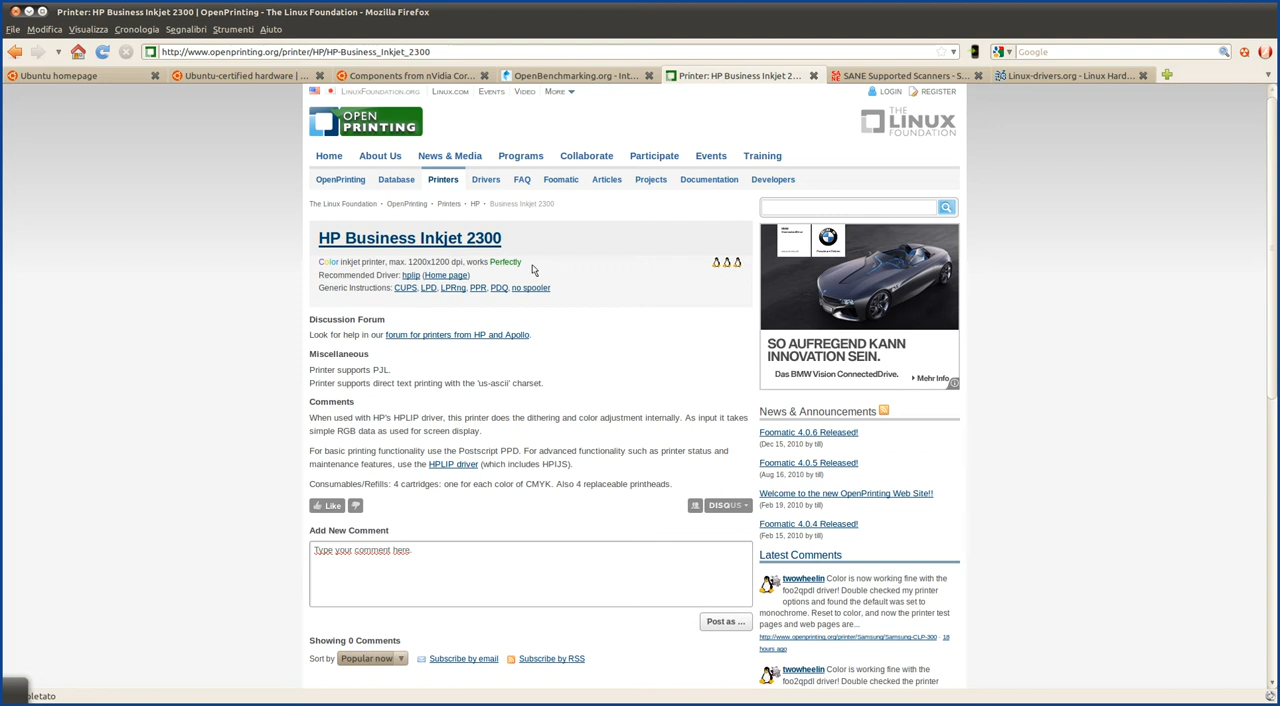 Printer: HP Business Inkjet 2300 | OpenPrinting - The Linux Foundation - Mozilla Firefox
File Modifica Visualizza Cronologia Segnalibri Strumenti Aiuto
http://www.openprinting.org/printer/HP/HP-Business_Inkjet_2300 Google
Ubuntu homepage Ubuntu-certified hardware | ... Components from nVidia Cor... OpenBenchmarking.org - Int... Printer: HP Business Inkjet 2... SANE Supported Scanners - S... Linux-drivers.org - Linux Hard...
LinuxFoundation.org Linux.com Events Video More LOGIN REGISTER
OPEN PRINTING
THE LINUX FOUNDATION
Home About Us News & Media Programs Collaborate Participate Events Training
OpenPrinting Database Printers Drivers FAQ Foomatic Articles Projects Documentation Developers
The Linux Foundation • OpenPrinting • Printers • HP • Business Inkjet 2300
HP Business Inkjet 2300
Color inkjet printer, max. 1200x1200 dpi, works Perfectly
Recommended Driver: hplip (Home page)
Generic Instructions: CUPS, LPD, LPRng, PPR, PDQ, no spooler
Discussion Forum
Look for help in our forum for printers from HP and Apollo.
Miscellaneous
Printer supports PJL.
Printer supports direct text printing with the 'us-ascii' charset.
Comments
When used with HP's HPLIP driver, this printer does the dithering and color adjustment internally. As input it takes
simple RGB data as used for screen display.
For basic printing functionality use the Postscript PPD. For advanced functionality such as printer status and
maintenance features, use the HPLIP driver (which includes HPIJS).
Consumables/Refills: 4 cartridges: one for each color of CMYK. Also 4 replaceable printheads.
Like DISQUS
Add New Comment
Type your comment here.
Post as ...
Showing 0 Comments
Sort by Popular now Subscribe by email Subscribe by RSS
SO AUFREGEND KANN
INNOVATION SEIN.
Das BMW Vision ConnectedDrive. Mehr Info
News & Announcements
Foomatic 4.0.6 Released!
(Dec 15, 2010 by till)
Foomatic 4.0.5 Released!
(Aug 16, 2010 by till)
Welcome to the new OpenPrinting Web Site!!
(Feb 19, 2010 by till)
Foomatic 4.0.4 Released!
(Feb 15, 2010 by till)
Latest Comments
twowheelin Color is now working fine with the
foo2qpdl driver! Double checked my printer
options and found the default was set to
monochrome. Reset to color, and now the printer test
pages and web pages are...
http://www.openprinting.org/printer/Samsung/Samsung-CLP-300 · 18
hours ago
twowheelin Color is now working fine with the
foo2qpdl driver! Double checked the printer
pletato